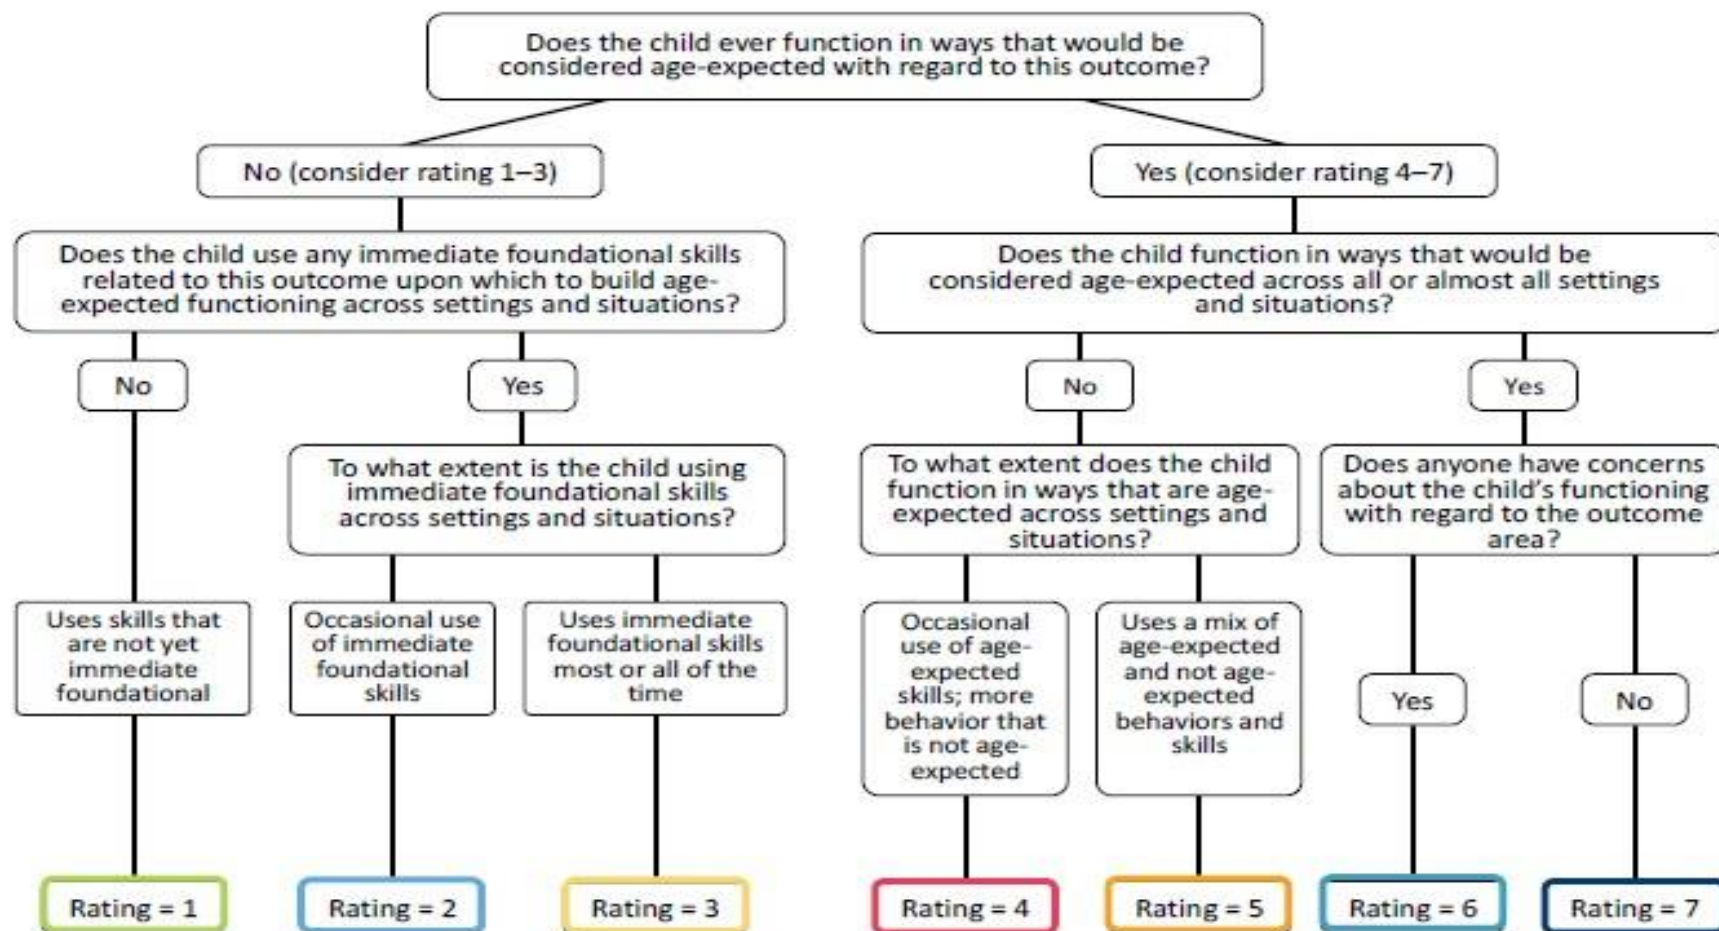 Does the child ever function in ways that would be
considered age-expected with regard to this outcome?
No (consider rating 1–3)
Yes (consider rating 4–7)
Does the child use any immediate foundational skills
related to this outcome upon which to build age-
expected functioning across settings and situations?
Does the child function in ways that would be
considered age-expected across all or almost all settings
and situations?
No
Yes
No
Yes
To what extent is the child using
immediate foundational skills
across settings and situations?
To what extent does the child
function in ways that are age-
expected across settings and
situations?
Does anyone have concerns
about the child’s functioning
with regard to the outcome
area?
Uses skills that
are not yet
immediate
foundational
Occasional use
of immediate
foundational
skills
Uses immediate
foundational skills
most or all of the
time
Occasional
use of age-
expected
skills; more
behavior that
is not age-
expected
Uses a mix of
age-expected
and not age-
expected
behaviors and
skills
Yes
No
Rating = 1
Rating = 2
Rating = 3
Rating = 4
Rating = 5
Rating = 6
Rating = 7